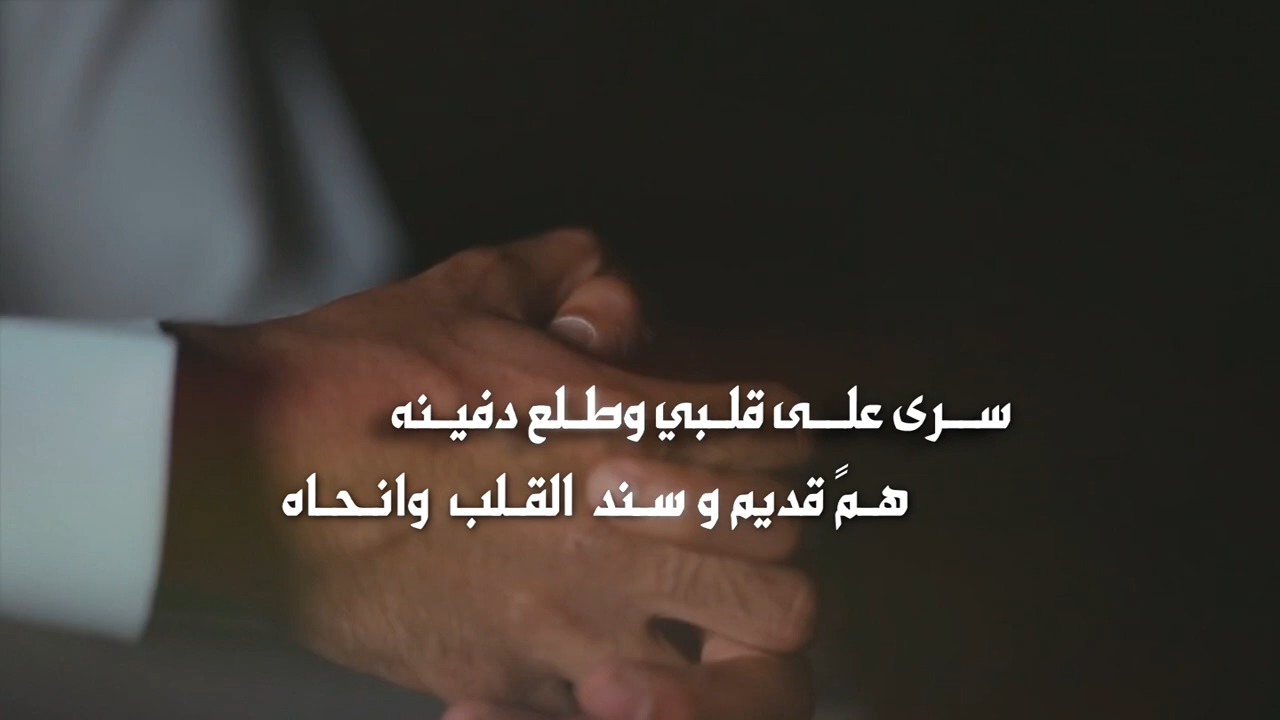 سرى على قلبي وطلع دفينه
همً قديم و سند القلب وانحاه